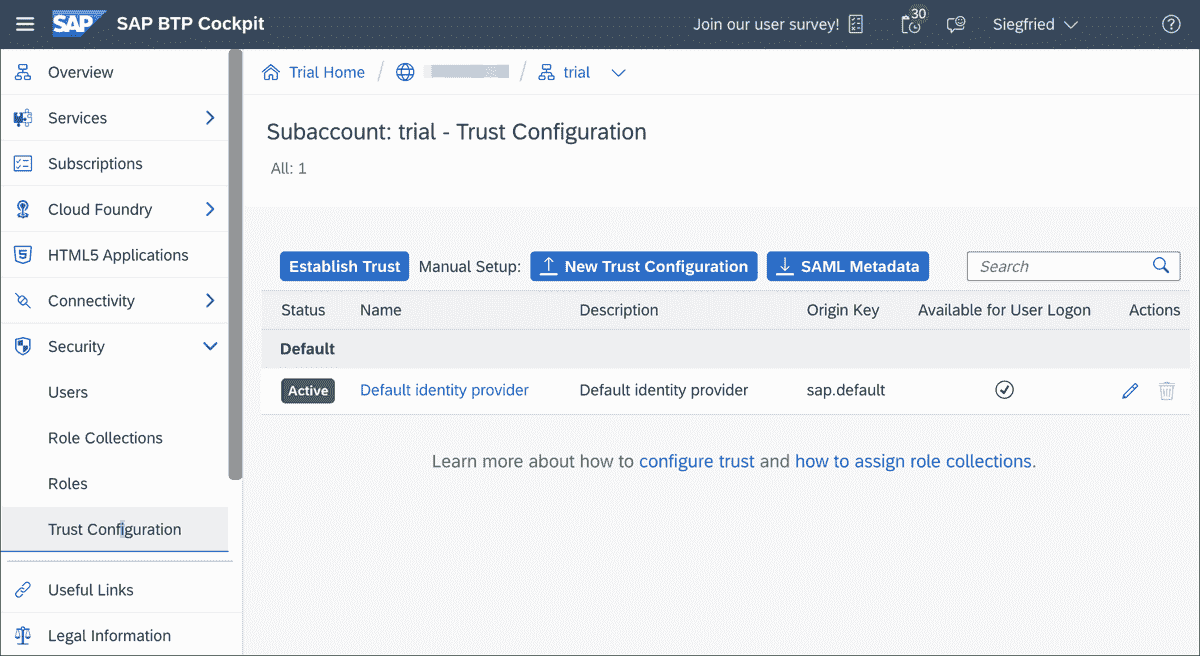 SAP SAP BTP Cockpit Join our user survey! 30 Siegfried
Overview
Services
Subscriptions
Cloud Foundry
HTML5 Applications
Connectivity
Security
Users
Role Collections
Roles
Trust Configuration
Useful Links
Legal Information
Trial Home / / trial
Subaccount: trial - Trust Configuration
All: 1
Establish Trust Manual Setup: New Trust Configuration SAML Metadata Search
Status Name Description Origin Key Available for User Logon Actions
Default
Active Default identity provider Default identity provider sap.default
Learn more about how to configure trust and how to assign role collections.